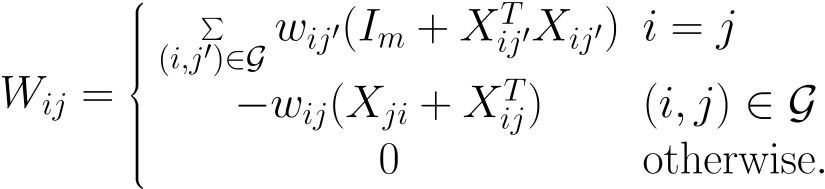 W_{ij} = \begin{cases} \sum_{(i,j') \in \mathcal{G}} w_{ij'}(I_m + X_{ij'}^T X_{ij'}) & i = j \\
-w_{ij}(X_{ji} + X_{ij}^T) & (i,j) \in \mathcal{G} \\
0 & \text{otherwise.} \end{cases}